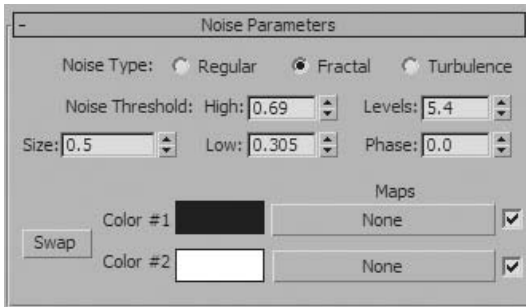 - Noise Parameters
Noise Type: Regular Fractal Turbulence
Noise Threshold: High: 0.69 Levels: 5.4
Size: 0.5 Low: 0.305 Phase: 0.0
Maps
Color #1 None
Swap
Color #2 None